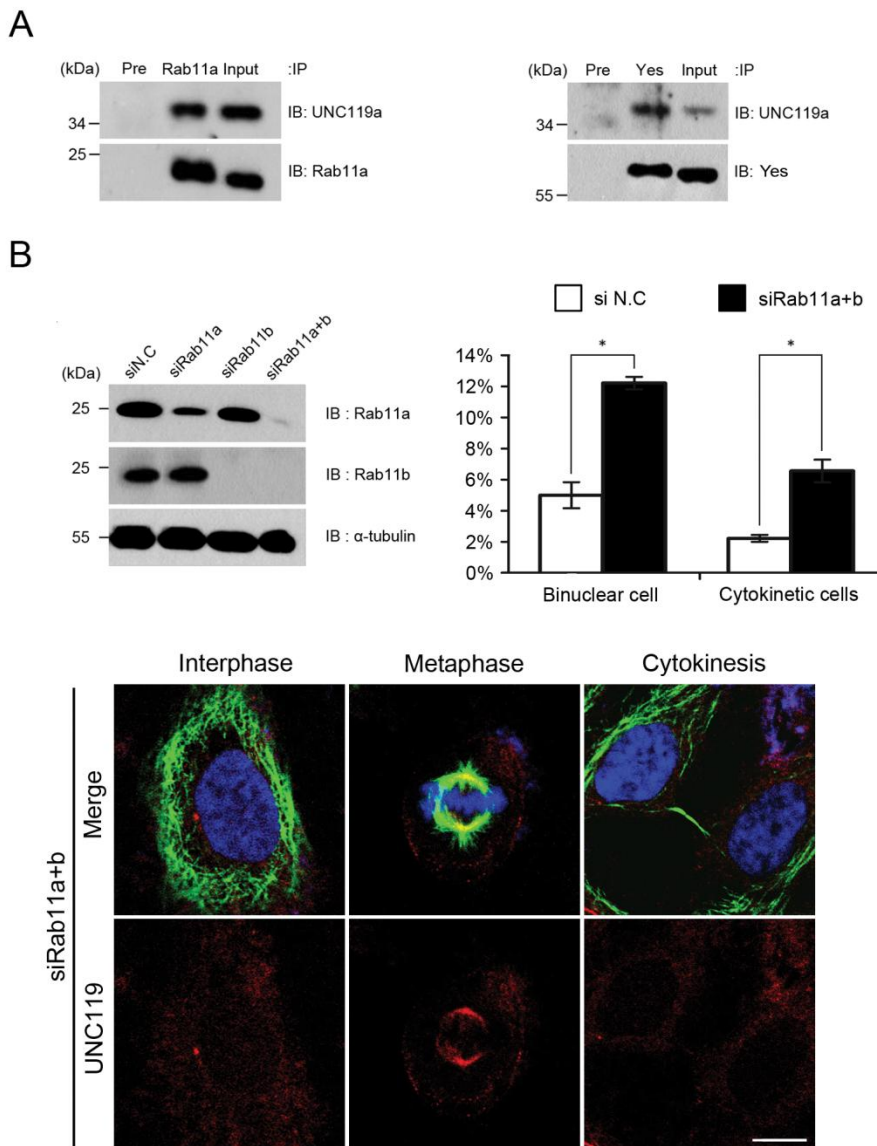 A
(kDa) Pre Rab11a Input :IP
34
IB: UNC119a
25
IB: Rab11a
(kDa) Pre Yes Input :IP
34
IB: UNC119a
55
IB: Yes
B
(kDa) siN.C siRab11a siRab11b siRab11a+b
25
IB : Rab11a
25
IB : Rab11b
55
IB : α-tubulin
si N.C siRab11a+b
14%
12%
10%
8%
6%
4%
2%
0%
* *
Binuclear cell Cytokinetic cells
Interphase Metaphase Cytokinesis
siRab11a+b
Merge
UNC119